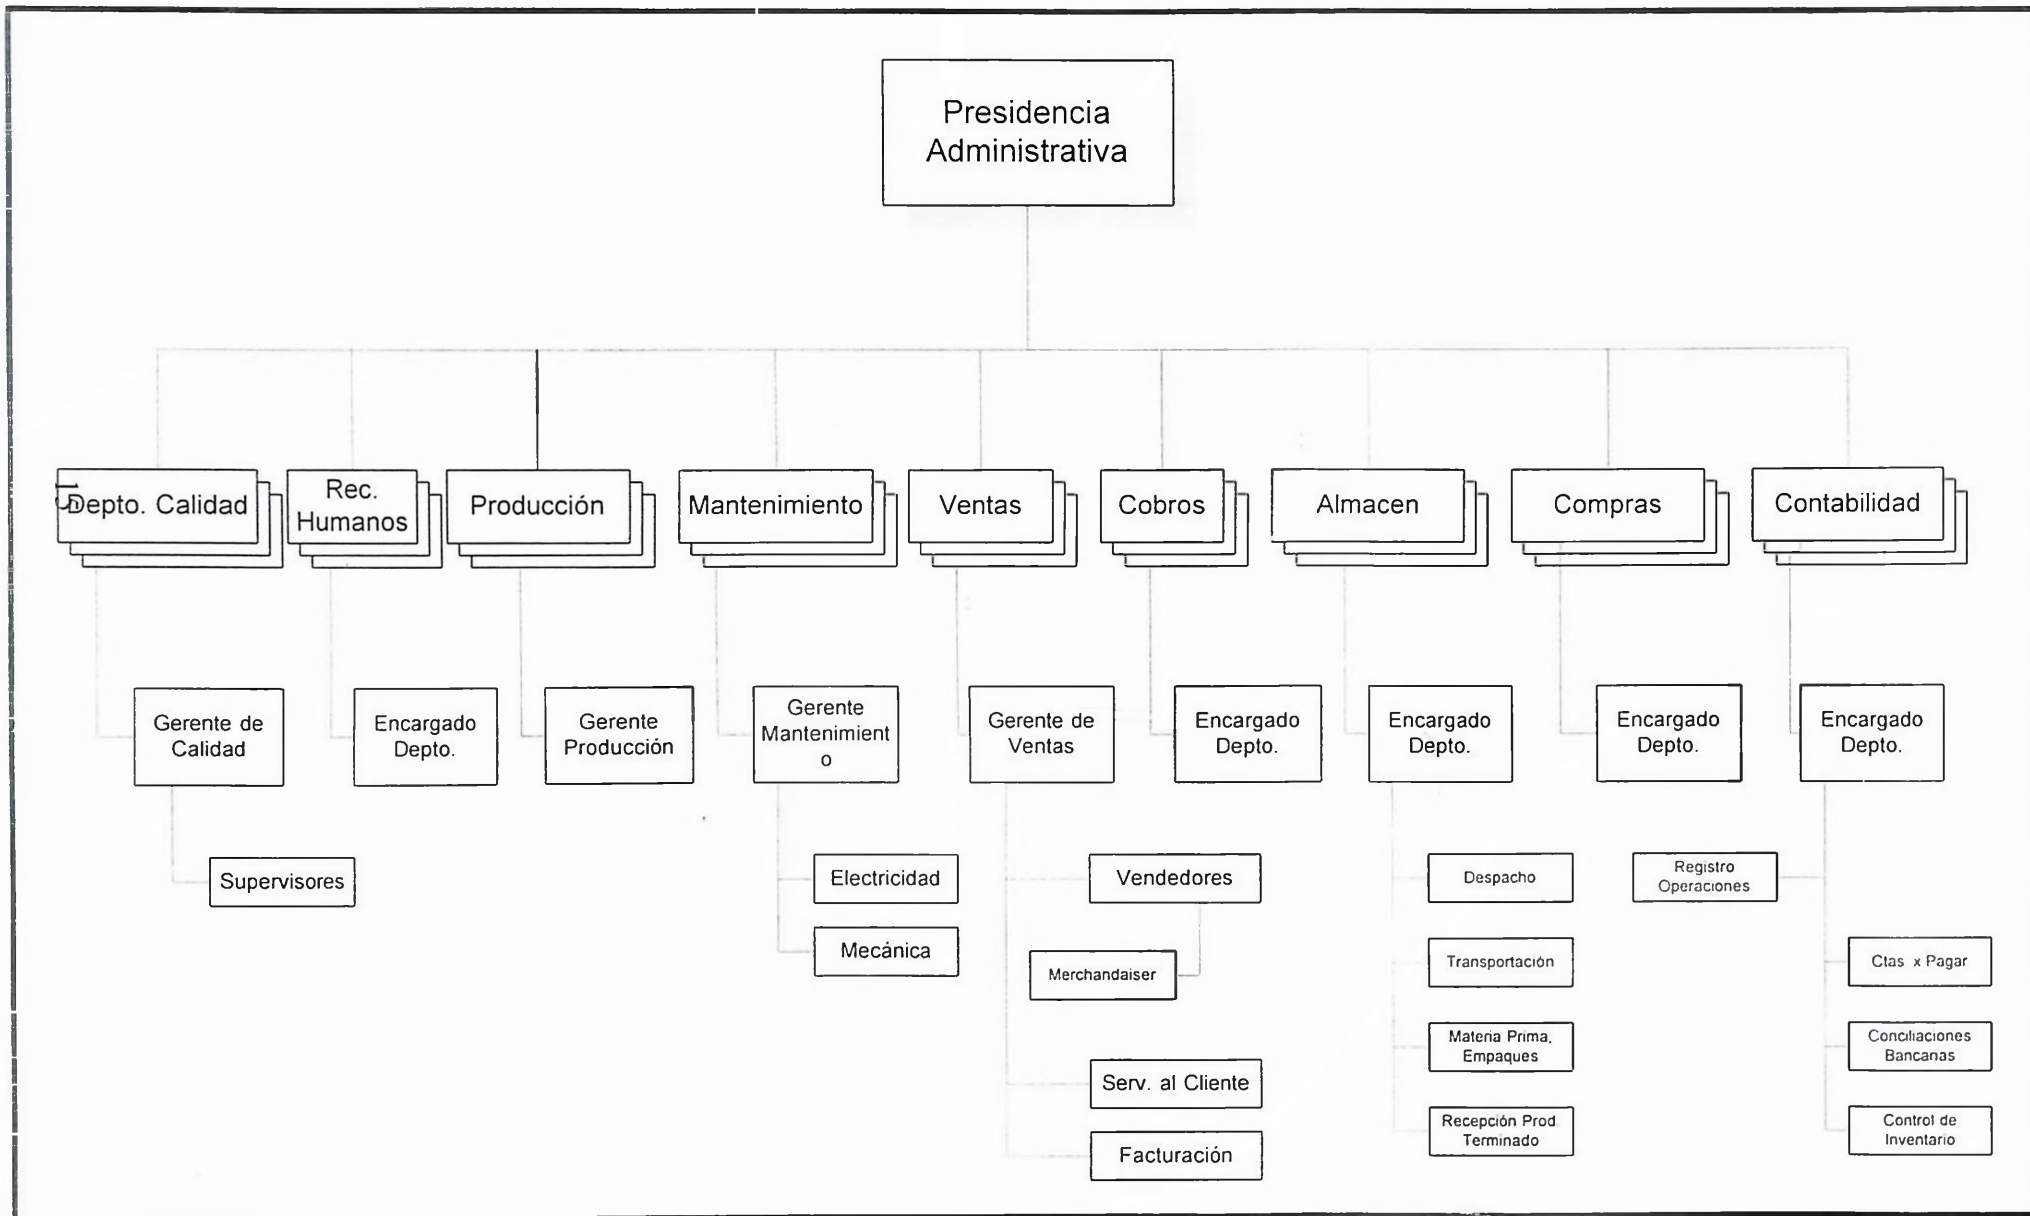 Presidencia
Administrativa
Depto. Calidad
Rec.
Humanos
Producción
Mantenimiento
Ventas
Cobros
Almacen
Compras
Contabilidad
Gerente de
Calidad
Encargado
Depto.
Gerente
Producción
Gerente
Mantenimient
o
Gerente de
Ventas
Encargado
Depto.
Encargado
Depto.
Encargado
Depto.
Encargado
Depto.
Supervisores
Electricidad
Mecánica
Vendedores
Merchandaiser
Serv. al Cliente
Facturación
Despacho
Transportación
Materia Prima,
Empaques
Recepción Prod
Terminado
Registro
Operaciones
Ctas x Pagar
Conciliaciones
Bancarias
Control de
Inventario